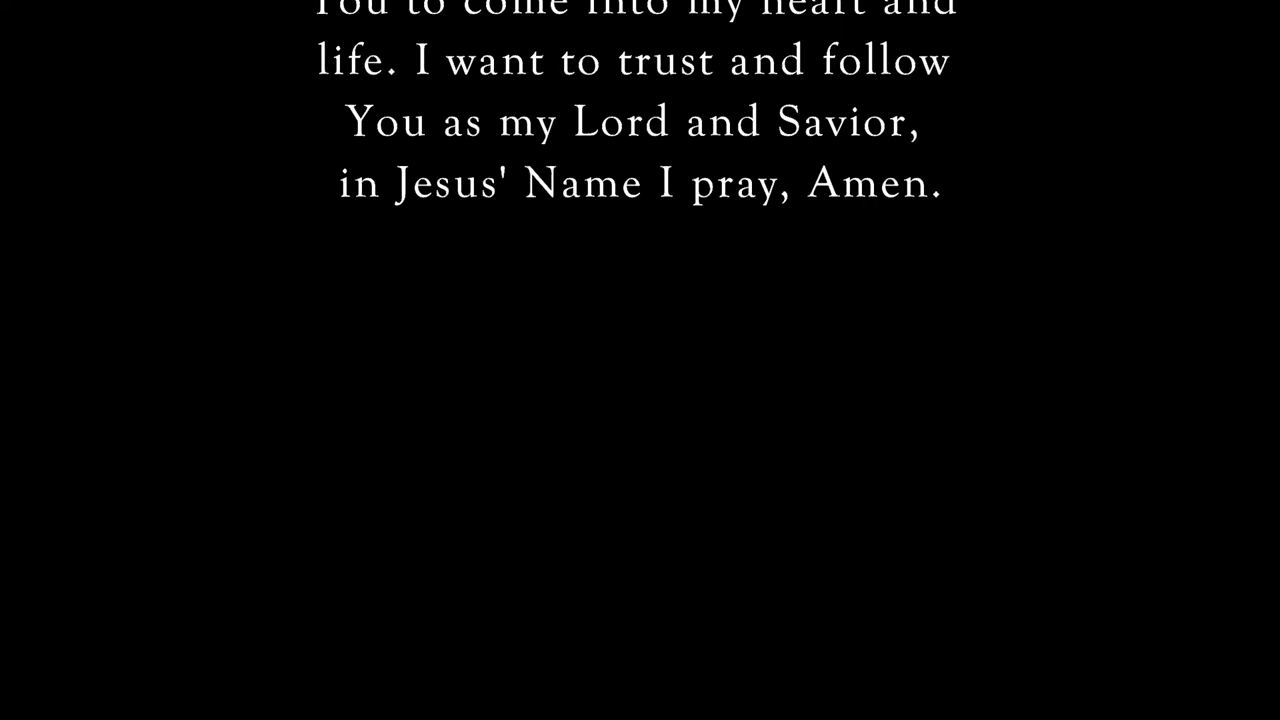 You to come into my heart and
life. I want to trust and follow
You as my Lord and Savior,
in Jesus' Name I pray, Amen.